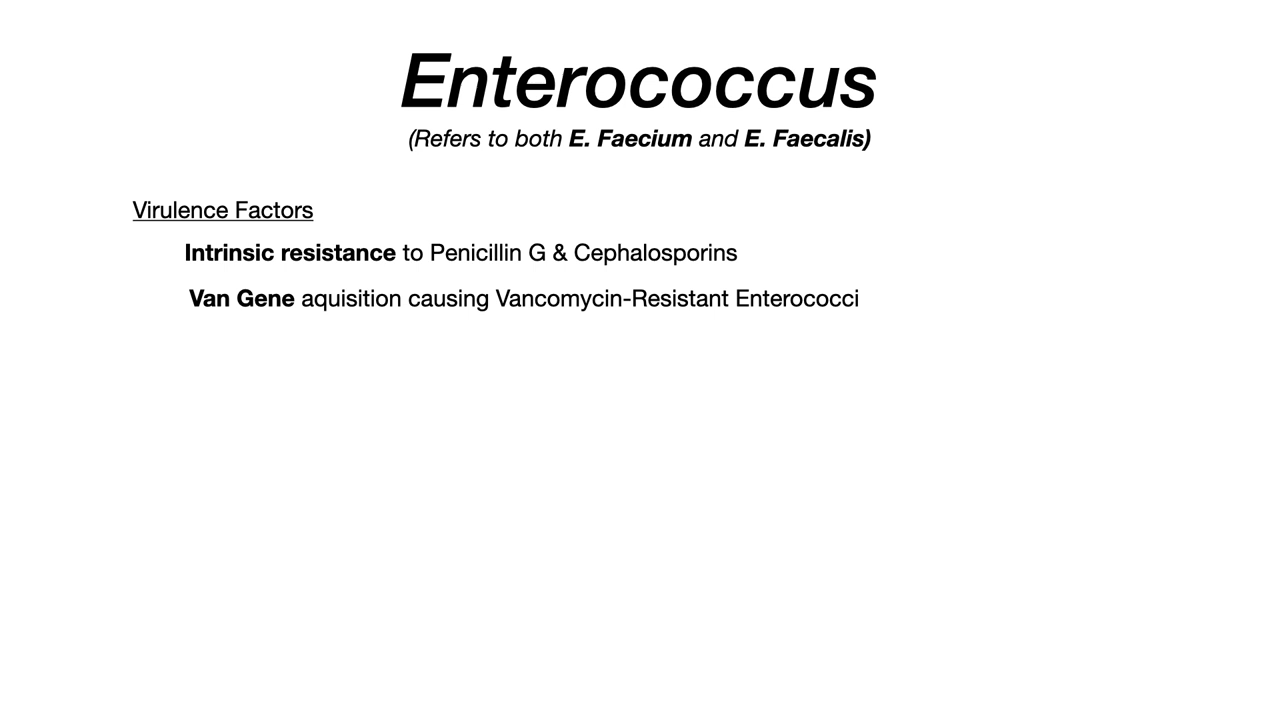 Enterococcus
(Refers to both E. Faecium and E. Faecalis)
Virulence Factors
Intrinsic resistance to Penicillin G & Cephalosporins
Van Gene aquisition causing Vancomycin-Resistant Enterococci